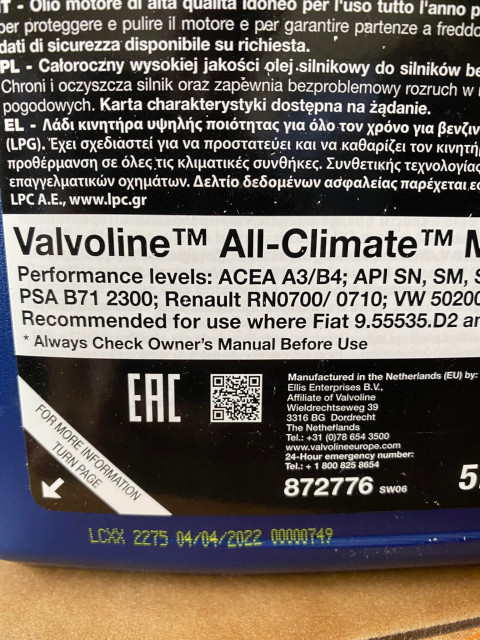 IT - Olio motore di alta qualità idoneo per l'uso tutto l'anno
per proteggere e pulire il motore e per garantire partenze a freddo
dati di sicurezza disponibile su richiesta.
PL - Całoroczny wysokiej jakości olej silnikowy do silników
Chroni i oczyszcza silnik oraz zapewnia bezproblemowy rozruch w
pogodowych. Karta charakterystyki dostępna na żądanie.
EL - Λάδι κινητήρα υψηλής ποιότητας για όλο τον χρόνο για
(LPG). Έχει σχεδιαστεί για να προστατεύει και να καθαρίζει τον
προθέρμανση σε όλες τις κλιματικές συνθήκες. Συνθετικής τεχνολογίας
επαγγελματικών οχημάτων. Δελτίο δεδομένων ασφαλείας παρέχεται
LPC A.E., www.lpc.gr
Valvoline™ All-Climate™
Performance levels: ACEA A3/B4; API SN, SM,
PSA B71 2300; Renault RN0700/ 0710; VW 50200
Recommended for use where Fiat 9.55535.D2
* Always Check Owner's Manual Before Use
EAC
Manufactured in the Netherlands (EU) by:
Ellis Enterprises B.V.,
Affiliate of Valvoline
Wieldrechtseweg 39
3316 BG Dordrecht
The Netherlands
Tel.: +31 (0)78 654 3500
www.valvolineeurope.com
24-Hour emergency number:
Tel.: + 1 800 825 8654
872776 SW06
5
FOR MORE INFORMATION
TURN PAGE
LCXX 2275 04/04/2022 00000749